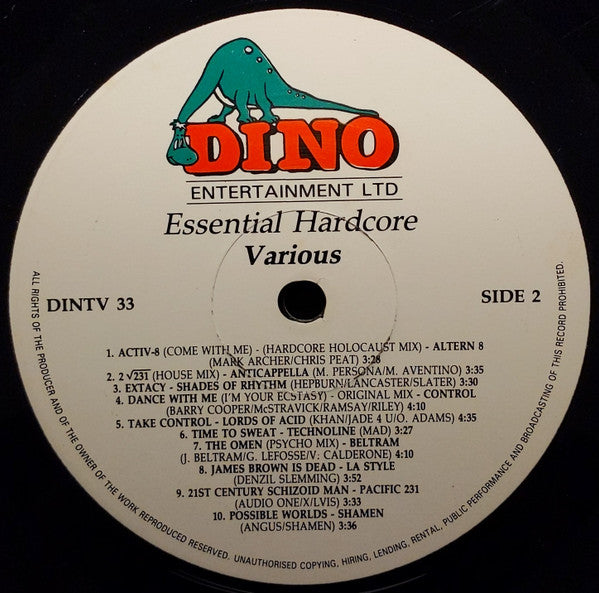 DINO
ENTERTAINMENT LTD
Essential Hardcore
Various
DINTV 33
SIDE 2
1. ACTIV-8 (COME WITH ME) - (HARDCORE HOLOCAUST MIX) - ALTERN 8
(MARK ARCHER/CHRIS PEAT) 3:28
2. 2√231 (HOUSE MIX) - ANTICAPPELLA (M. PERSONA/M. AVENTINO) 3:35
3. EXTACY - SHADES OF RHYTHM (HEPBURN/LANCASTER/SLATER) 3:30
4. DANCE WITH ME (I'M YOUR ECSTASY) - ORIGINAL MIX - CONTROL
(BARRY COOPER/McSTRAVICK/RAMSAY/RILEY) 4:10
5. TAKE CONTROL - LORDS OF ACID (KHAN/JADE 4 U/O. ADAMS) 4:35
6. TIME TO SWEAT - TECHNOLINE (MAD) 3:27
7. THE OMEN (PSYCHO MIX) - BELTRAM
(J. BELTRAM/G. LEFOSSE/V. CALDERONE) 4:10
8. JAMES BROWN IS DEAD - LA STYLE
(DENZIL SLEMMING) 3:52
9. 21ST CENTURY SCHIZOID MAN - PACIFIC 231
(AUDIO ONE/X/LVIS) 3:33
10. POSSIBLE WORLDS - SHAMEN
(ANGUS/SHAMEN) 3:36
ALL RIGHTS OF THE PRODUCER AND OF THE OWNER OF THE WORK REPRODUCED RESERVED. UNAUTHORISED COPYING, HIRING, LENDING, RENTAL, PUBLIC PERFORMANCE AND BROADCASTING OF THIS RECORD PROHIBITED.